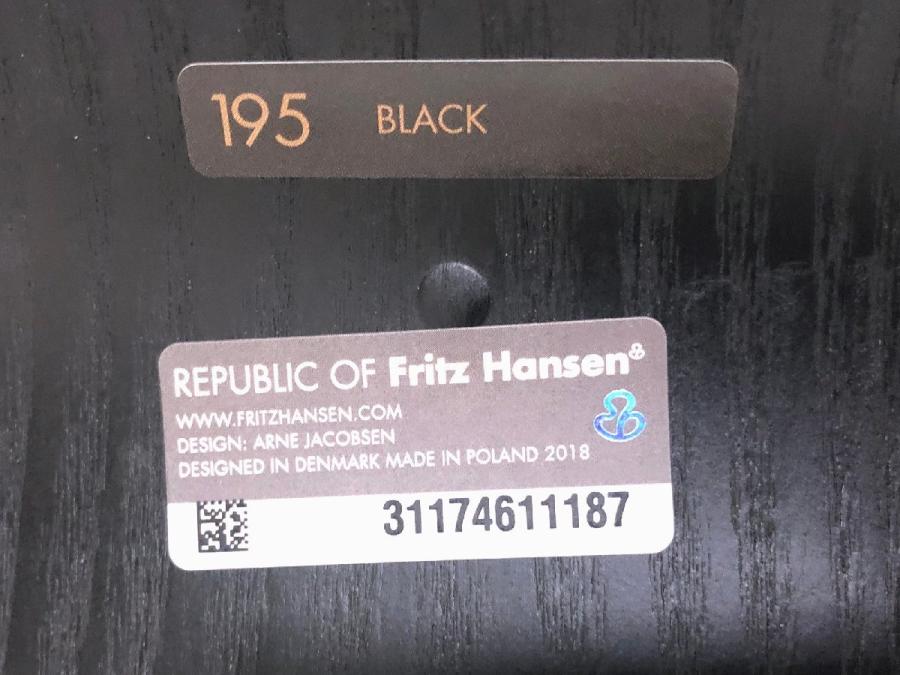 195 BLACK
REPUBLIC OF Fritz Hansen
WWW.FRITZHANSEN.COM
DESIGN: ARNE JACOBSEN
DESIGNED IN DENMARK MADE IN POLAND 2018
31174611187